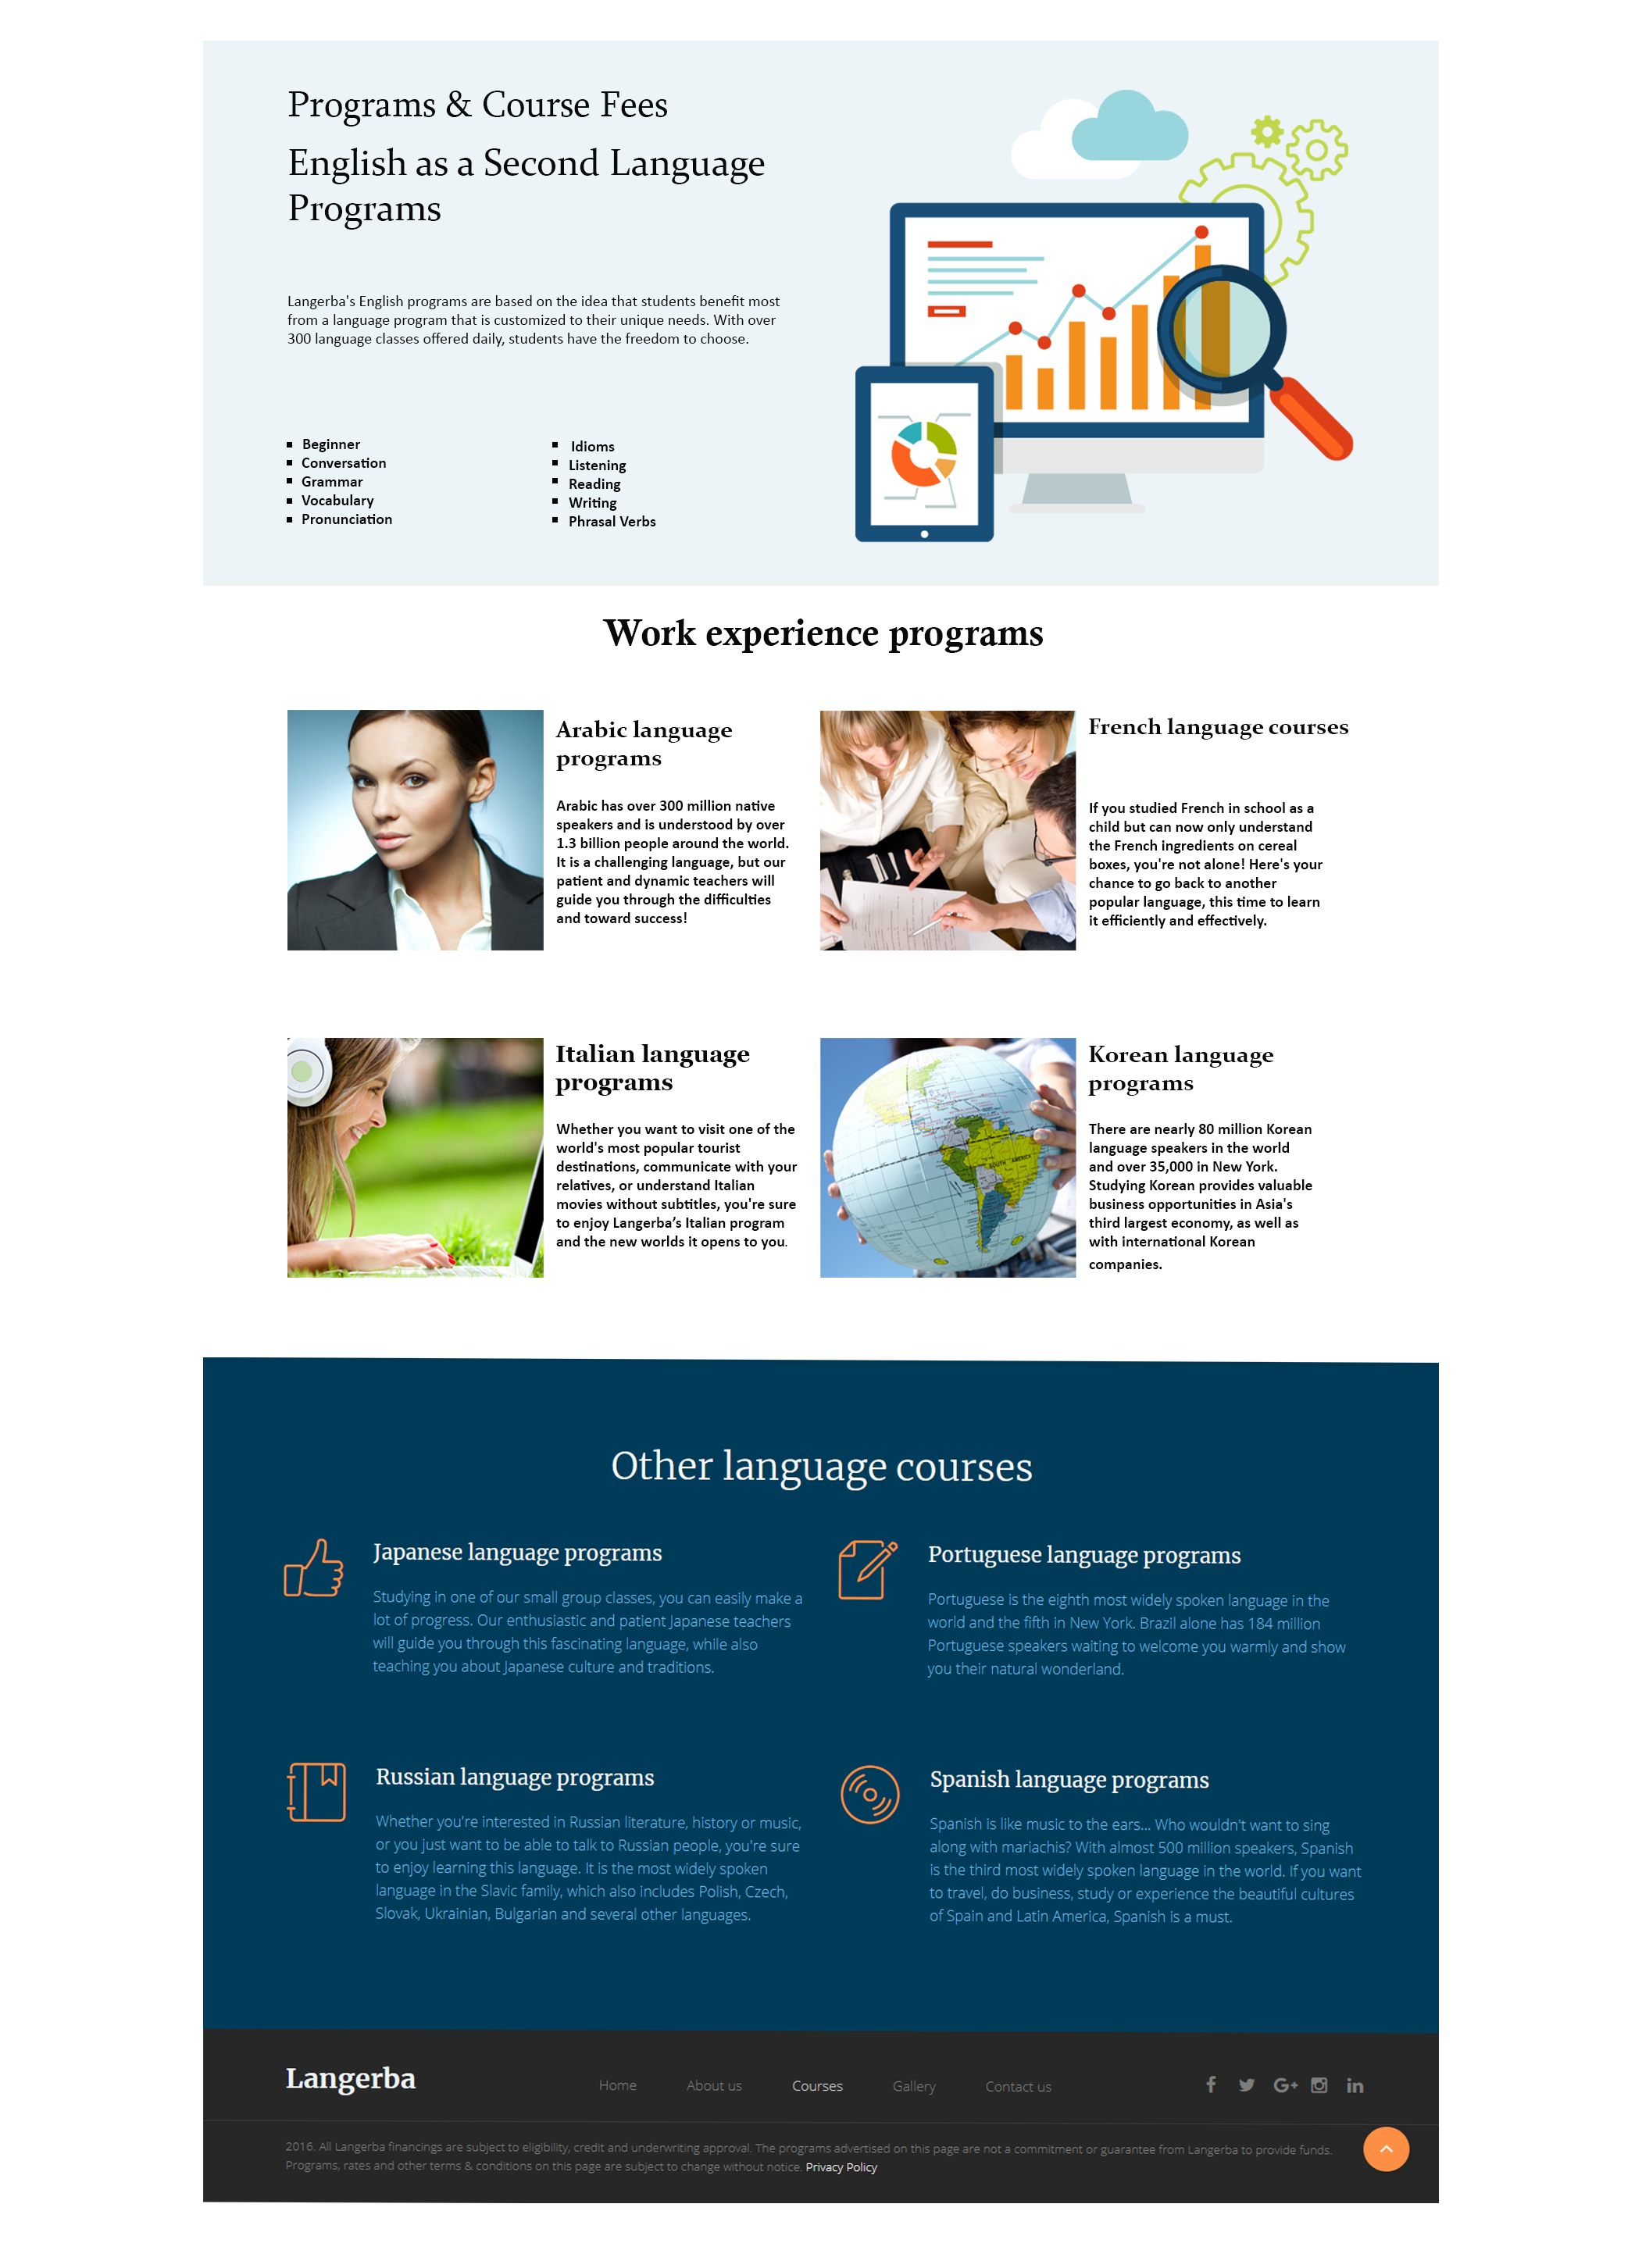 Programs & Course Fees
English as a Second Language
Programs
Langerba's English programs are based on the idea that students benefit most
from a language program that is customized to their unique needs. With over
300 language classes offered daily, students have the freedom to choose.
Beginner
Conversation
Grammar
Vocabulary
Pronunciation
Idioms
Listening
Reading
Writing
Phrasal Verbs
Work experience programs
Arabic language
programs
Arabic has over 300 million native
speakers and is understood by over
1.3 billion people around the world.
It is a challenging language, but our
patient and dynamic teachers will
guide you through the difficulties
and toward success!
French language courses
If you studied French in school as a
child but can now only understand
the French ingredients on cereal
boxes, you're not alone! Here's your
chance to go back to another
popular language, this time to learn
it efficiently and effectively.
Italian language
programs
Whether you want to visit one of the
world's most popular tourist
destinations, communicate with your
relatives, or understand Italian
movies without subtitles, you're sure
to enjoy Langerba’s Italian program
and the new worlds it opens to you.
SOUTH AMERICA
Korean language
programs
There are nearly 80 million Korean
language speakers in the world
and over 35,000 in New York.
Studying Korean provides valuable
business opportunities in Asia's
third largest economy, as well as
with international Korean
companies.
Other language courses
Japanese language programs
Studying in one of our small group classes, you can easily make a
lot of progress. Our enthusiastic and patient Japanese teachers
will guide you through this fascinating language, while also
teaching you about Japanese culture and traditions.
Portuguese language programs
Portuguese is the eighth most widely spoken language in the
world and the fifth in New York. Brazil alone has 184 million
Portuguese speakers waiting to welcome you warmly and show
you their natural wonderland.
Russian language programs
Whether you're interested in Russian literature, history or music,
or you just want to be able to talk to Russian people, you're sure
to enjoy learning this language. It is the most widely spoken
language in the Slavic family, which also includes Polish, Czech,
Slovak, Ukrainian, Bulgarian and several other languages.
Spanish language programs
Spanish is like music to the ears... Who wouldn't want to sing
along with mariachis? With almost 500 million speakers, Spanish
is the third most widely spoken language in the world. If you want
to travel, do business, study or experience the beautiful cultures
of Spain and Latin America, Spanish is a must.
Langerba
Home About us Courses Gallery Contact us
2016. All Langerba financings are subject to eligibility, credit and underwriting approval. The programs advertised on this page are not a commitment or guarantee from Langerba to provide funds.
Programs, rates and other terms & conditions on this page are subject to change without notice. Privacy Policy